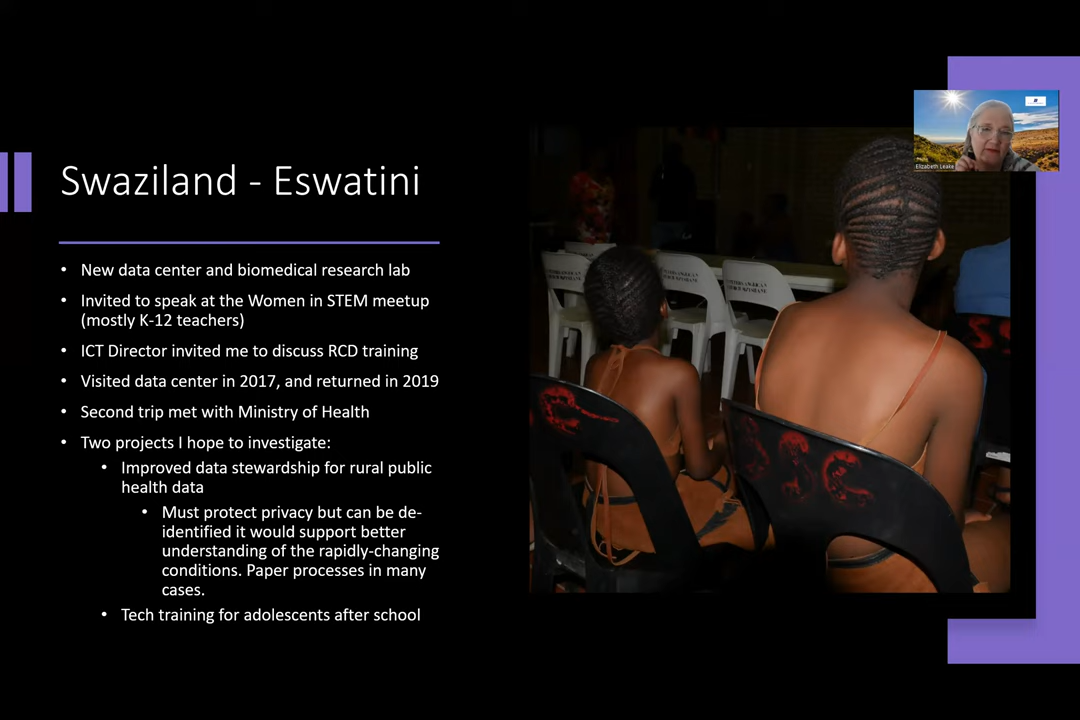 Swaziland - Eswatini
• New data center and biomedical research lab
• Invited to speak at the Women in STEM meetup
(mostly K-12 teachers)
• ICT Director invited me to discuss RCD training
• Visited data center in 2017, and returned in 2019
• Second trip met with Ministry of Health
• Two projects I hope to investigate:
• Improved data stewardship for rural public
health data
• Must protect privacy but can be de-
identified it would support better
understanding of the rapidly-changing
conditions. Paper processes in many
cases.
• Tech training for adolescents after school
Elizabeth Leake